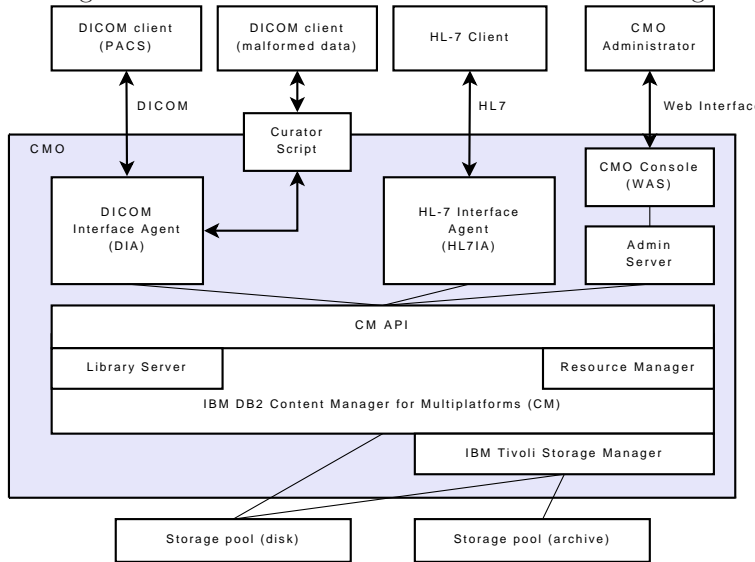 DICOM client
(PACS)
DICOM client
(malformed data)
HL-7 Client
CMO
Administrator
DICOM
HL7
Web Interface
CMO
Curator
Script
CMO Console
(WAS)
DICOM
Interface Agent
(DIA)
HL-7 Interface
Agent
(HL7IA)
Admin
Server
CM API
Library Server
Resource Manager
IBM DB2 Content Manager for Multiplatforms (CM)
IBM Tivoli Storage Manager
Storage pool (disk)
Storage pool (archive)